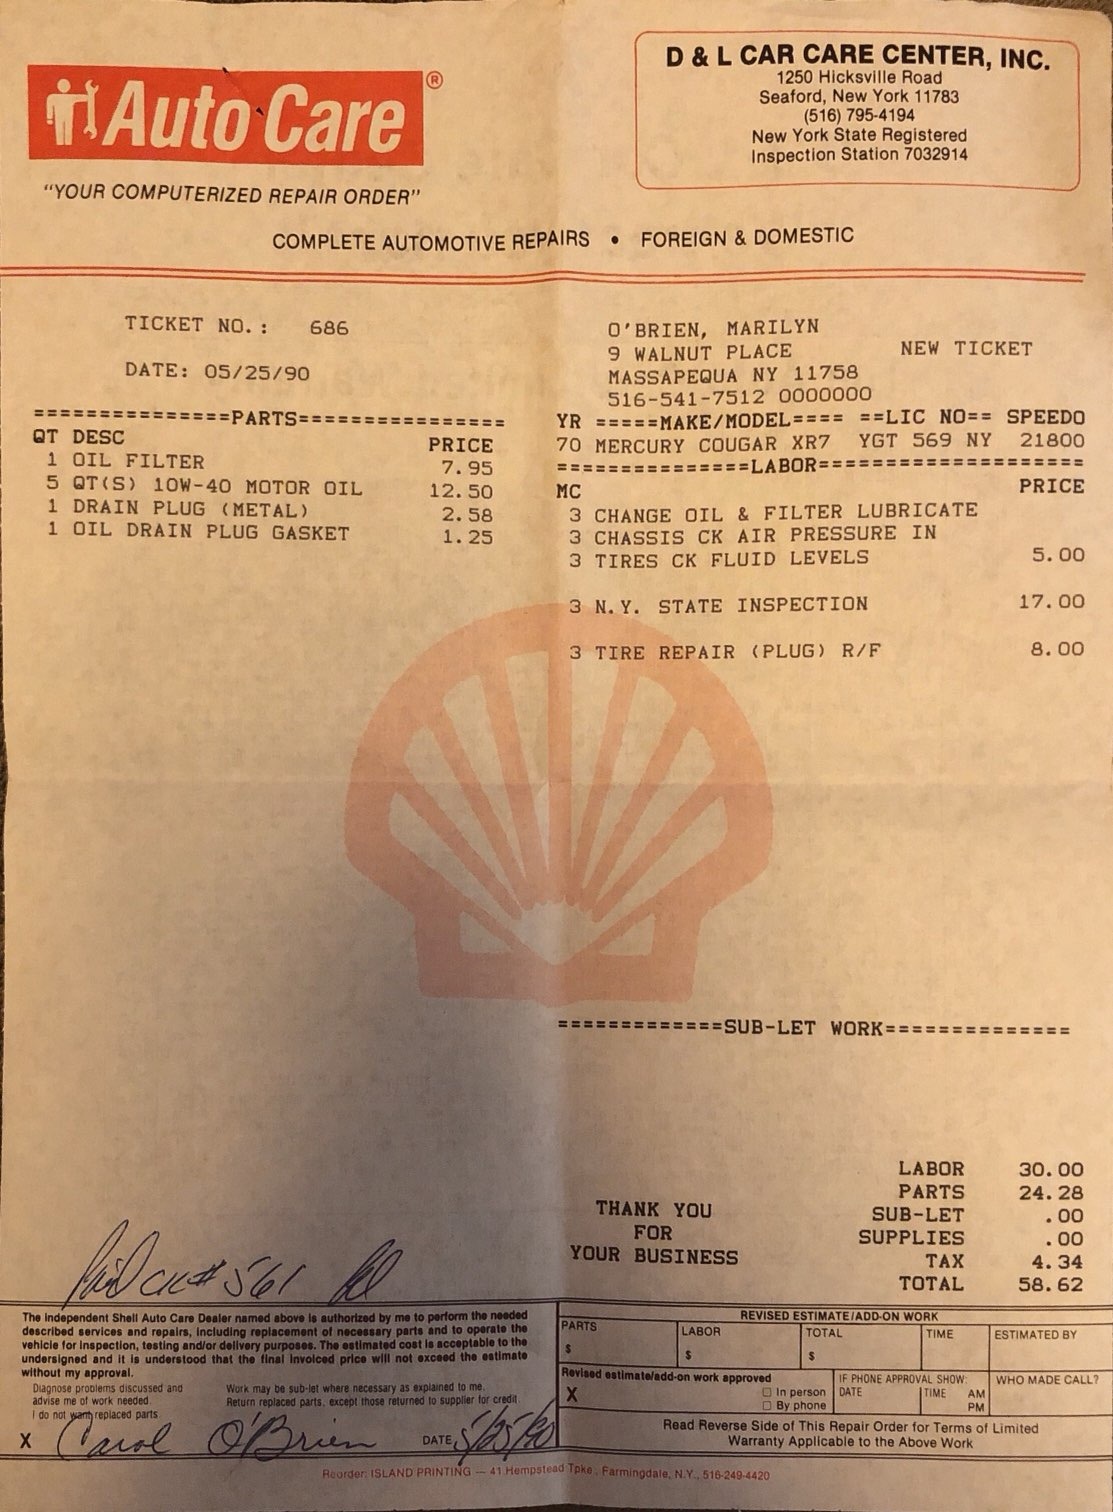 Auto Care ®
"YOUR COMPUTERIZED REPAIR ORDER"
D & L CAR CARE CENTER, INC.
1250 Hicksville Road
Seaford, New York 11783
(516) 795-4194
New York State Registered
Inspection Station 7032914
COMPLETE AUTOMOTIVE REPAIRS • FOREIGN & DOMESTIC
TICKET NO.: 686
DATE: 05/25/90
O'BRIEN, MARILYN
9 WALNUT PLACE NEW TICKET
MASSAPEQUA NY 11758
516-541-7512 0000000
===============PARTS================
QT DESC PRICE
1 OIL FILTER 7.95
5 QT(S) 10W-40 MOTOR OIL 12.50
1 DRAIN PLUG (METAL) 2.58
1 OIL DRAIN PLUG GASKET 1.25
YR =====MAKE/MODEL==== ==LIC NO== SPEEDO
70 MERCURY COUGAR XR7 YGT 569 NY 21800
===============LABOR=====================
MC PRICE
3 CHANGE OIL & FILTER LUBRICATE
3 CHASSIS CK AIR PRESSURE IN
3 TIRES CK FLUID LEVELS 5.00
3 N.Y. STATE INSPECTION 17.00
3 TIRE REPAIR (PLUG) R/F 8.00
=============SUB-LET WORK===============
LABOR 30.00
PARTS 24.28
SUB-LET .00
SUPPLIES .00
TAX 4.34
TOTAL 58.62
THANK YOU
FOR
YOUR BUSINESS
CK# 561
The Independent Shell Auto Care Dealer named above is authorized by me to perform the needed
described services and repairs, including replacement of necessary parts and to operate the
vehicle for inspection, testing and/or delivery purposes. The estimated cost is acceptable to the
undersigned and it is understood that the final invoiced price will not exceed the estimate
without my approval.
Diagnose problems discussed and
advise me of work needed.
I do not want replaced parts
Work may be sub-let where necessary as explained to me.
Return replaced parts, except those returned to supplier for credit.
X Carol O'Brien DATE 5/25/90
REVISED ESTIMATE/ADD-ON WORK
PARTS $ LABOR $ TOTAL $ TIME ESTIMATED BY
Revised estimate/add-on work approved
X
In person
By phone
IF PHONE APPROVAL SHOW:
DATE TIME AM
PM
WHO MADE CALL?
Read Reverse Side of This Repair Order for Terms of Limited
Warranty Applicable to the Above Work
Reorder: ISLAND PRINTING — 41 Hempstead Tpke., Farmingdale, N.Y., 516-249-4420